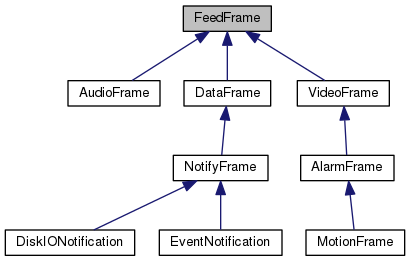 FeedFrame
AudioFrame
DataFrame
VideoFrame
NotifyFrame
AlarmFrame
DiskIONotification
EventNotification
MotionFrame